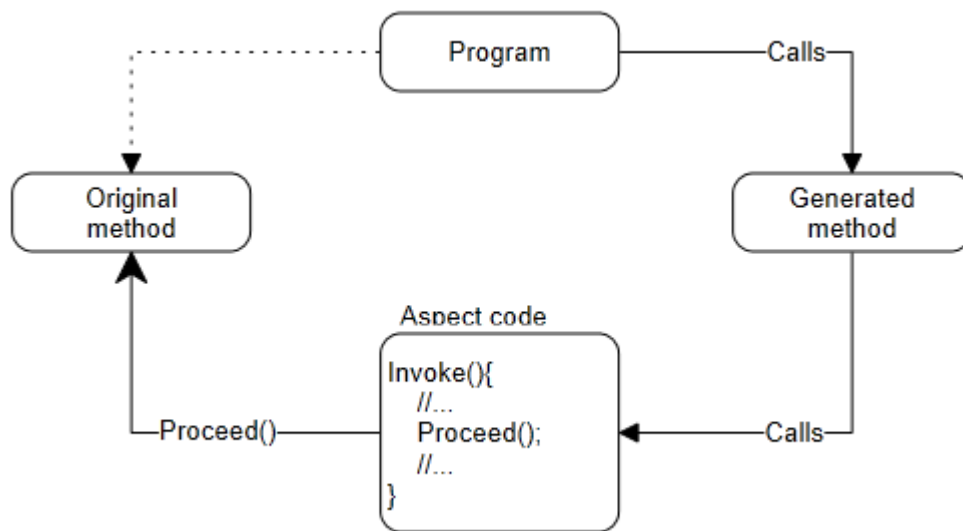 Program
Calls
Original
method
Generated
method
Aspect code
Invoke(){
//...
Proceed();
//...
}
Proceed()
Calls